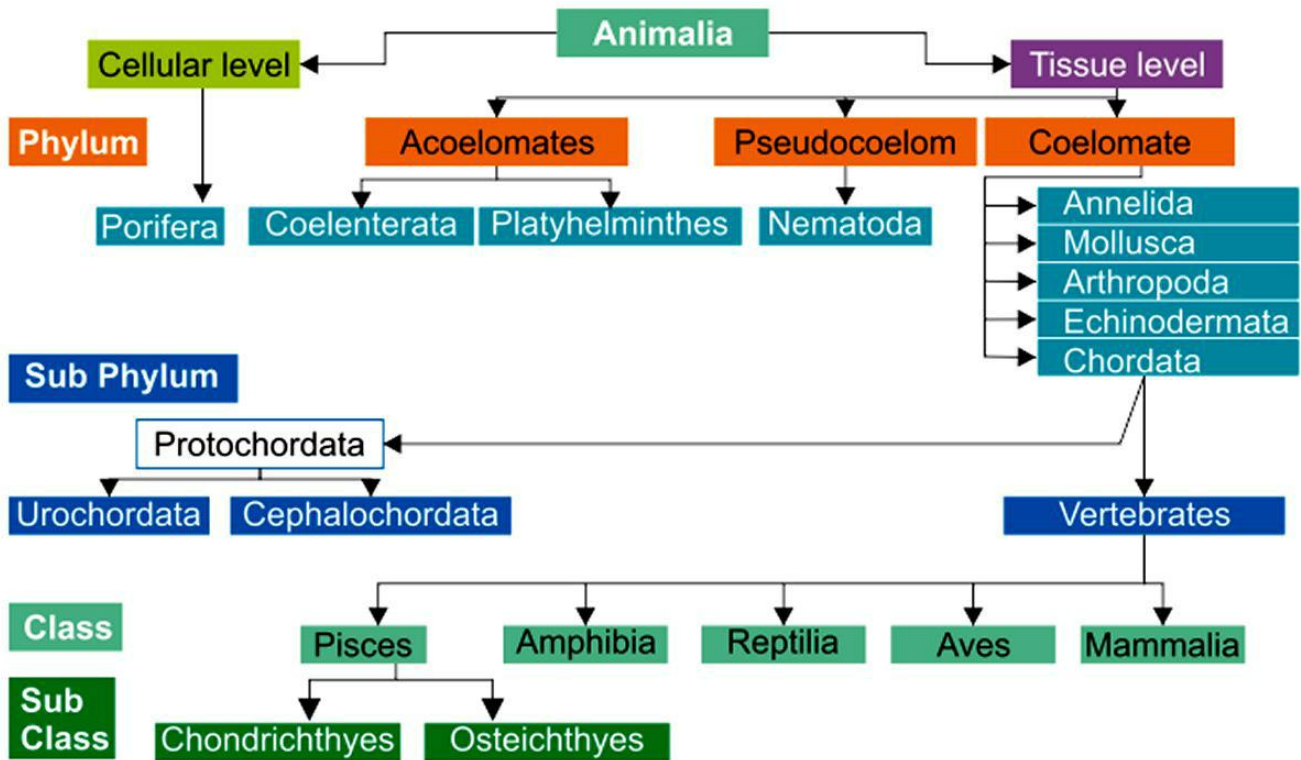 Animalia
Cellular level
Tissue level
Phylum
Acoelomates
Pseudocoelom
Coelomate
Porifera
Coelenterata
Platyhelminthes
Nematoda
Annelida
Mollusca
Arthropoda
Echinodermata
Chordata
Sub Phylum
Protochordata
Urochordata
Cephalochordata
Vertebrates
Class
Pisces
Amphibia
Reptilia
Aves
Mammalia
Sub
Class
Chondrichthyes
Osteichthyes